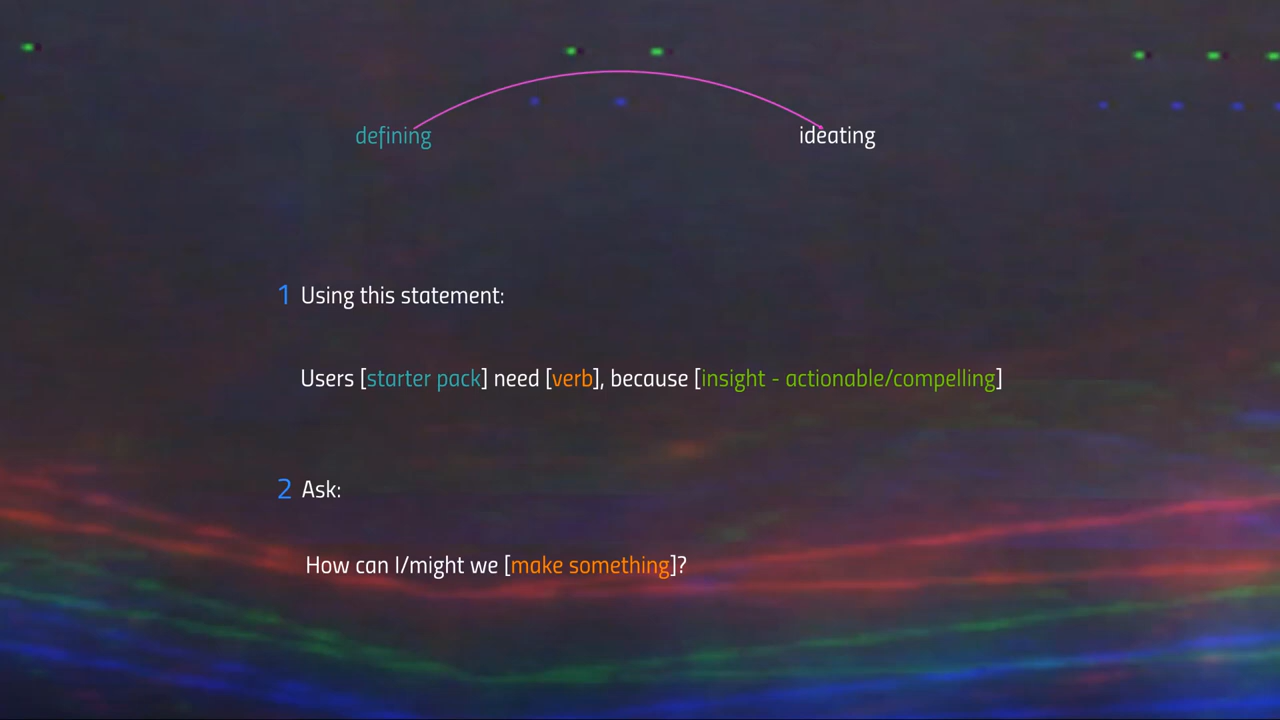 defining ideating
1 Using this statement:
Users [starter pack] need [verb], because [insight - actionable/compelling]
2 Ask:
How can I/might we [make something]?